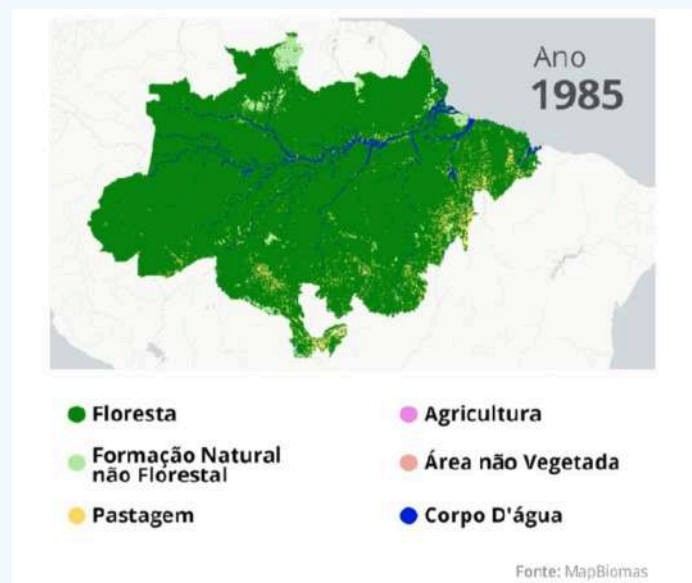 Ano
1985
Floresta
Agricultura
Formação Natural
não Florestal
Área não Vegetada
Pastagem
Corpo D'água
Fonte: MapBiomas